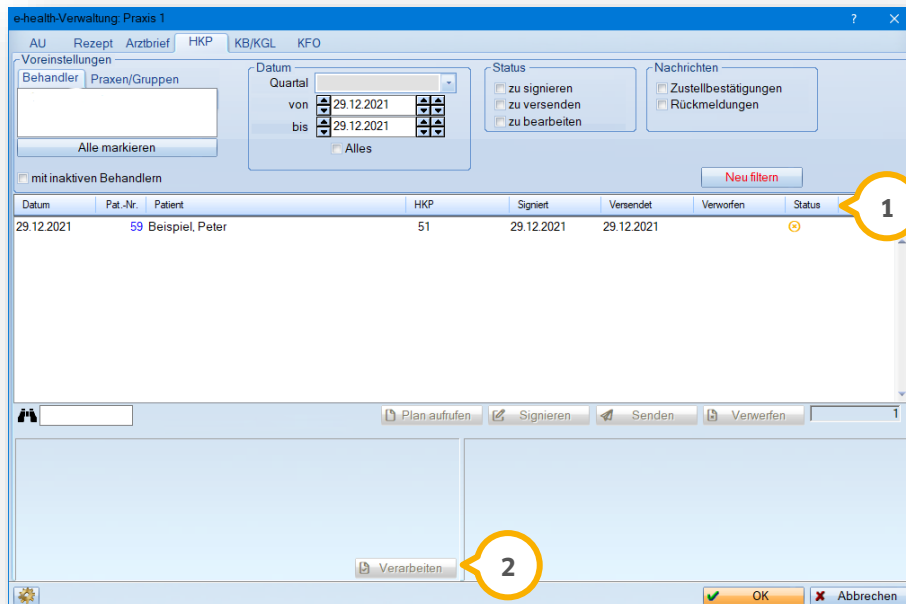 e-health-Verwaltung: Praxis 1 ?
AU Rezept Arztbrief HKP KB/KGL KFO
Voreinstellungen
Behandler Praxen/Gruppen
Alle markieren
mit inaktiven Behandlern
Datum
Quartal
von 29.12.2021
bis 29.12.2021
Alles
Status
zu signieren
zu versenden
zu bearbeiten
Nachrichten
Zustellbestätigungen
Rückmeldungen
Neu filtern
Datum Pat.-Nr. Patient HKP Signiert Versendet Verworfen Status
1
29.12.2021 59 Beispiel, Peter 51 29.12.2021 29.12.2021
Plan aufrufen Signieren Senden Verwerfen 1
Verarbeiten
2
OK Abbrechen